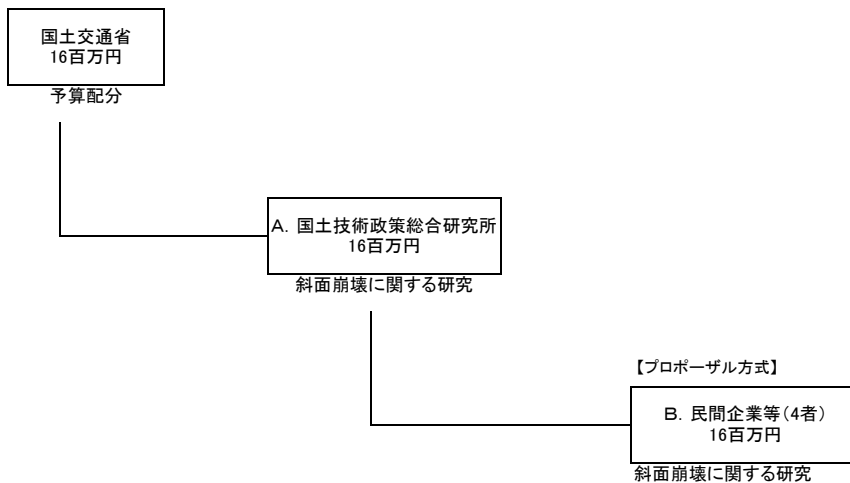 国土交通省
16百万円
予算配分
A. 国土技術政策総合研究所
16百万円
斜面崩壊に関する研究
【プロポーザル方式】
B. 民間企業等（4者）
16百万円
斜面崩壊に関する研究